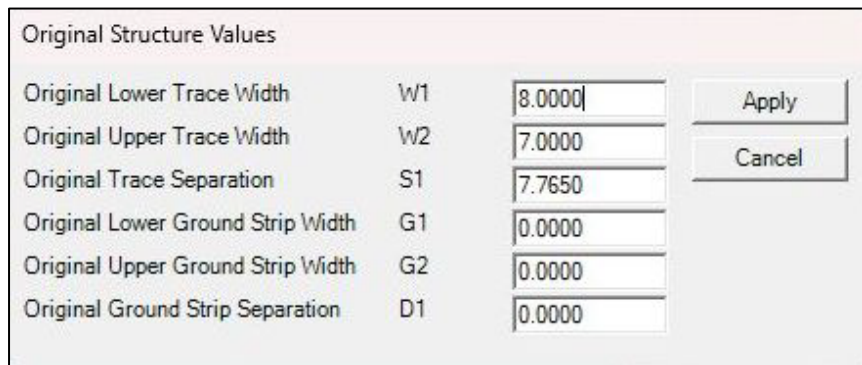 Original Structure Values
Original Lower Trace Width W1 8.0000 Apply
Original Upper Trace Width W2 7.0000 Cancel
Original Trace Separation S1 7.7650
Original Lower Ground Strip Width G1 0.0000
Original Upper Ground Strip Width G2 0.0000
Original Ground Strip Separation D1 0.0000